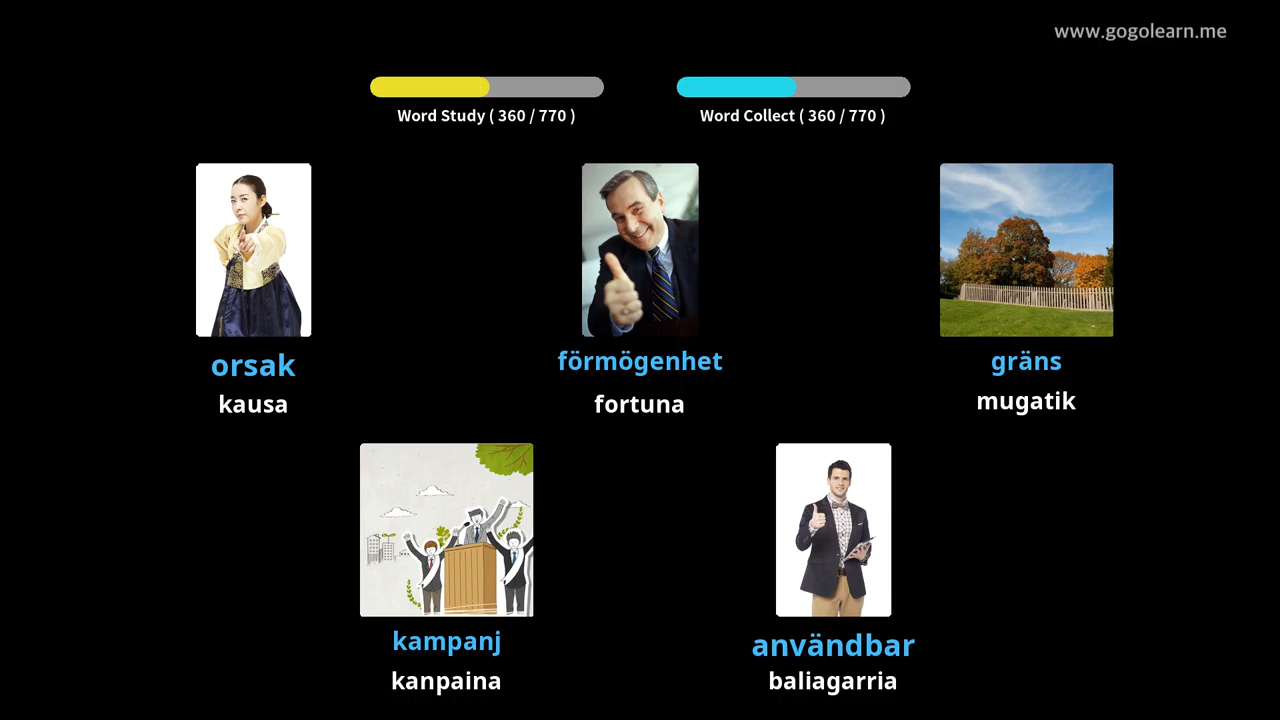 www.gogolearn.me
Word Study ( 360 / 770 )
Word Collect ( 360 / 770 )
orsak
kausa
förmögenhet
fortuna
gräns
mugatik
kampanj
kanpaina
användbar
baliagarria